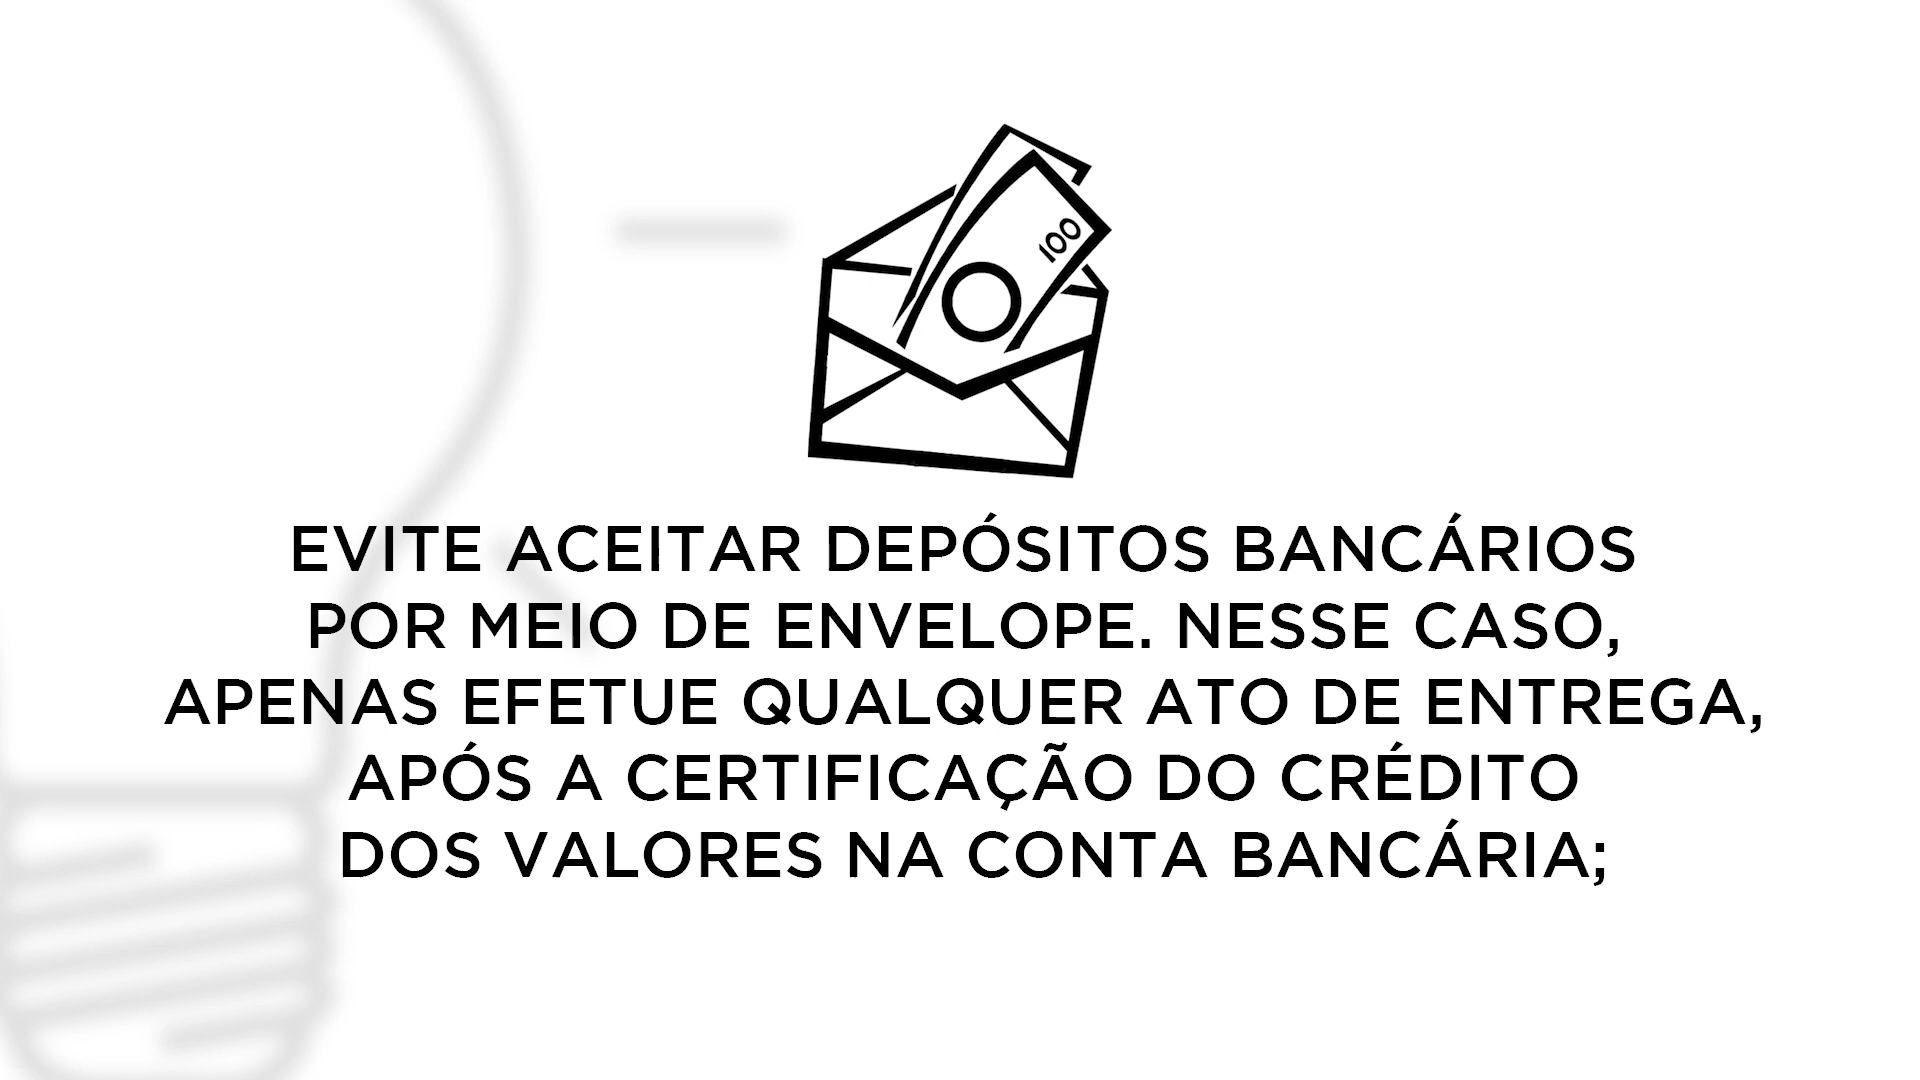 100
EVITE ACEITAR DEPÓSITOS BANCÁRIOS
POR MEIO DE ENVELOPE. NESSE CASO,
APENAS EFETUE QUALQUER ATO DE ENTREGA,
APÓS A CERTIFICAÇÃO DO CRÉDITO
DOS VALORES NA CONTA BANCÁRIA;